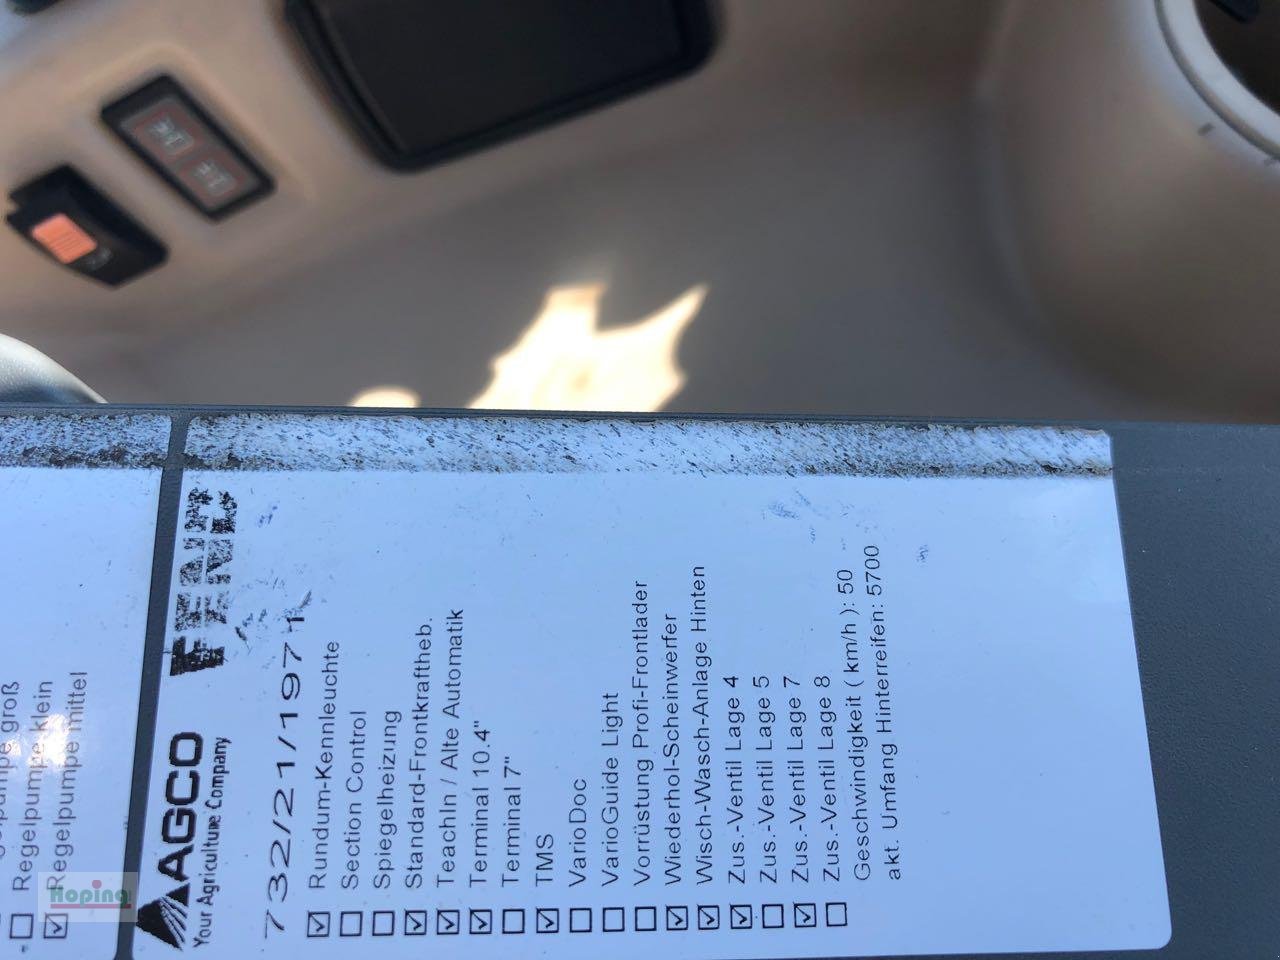 Regelpumpe groß
☐ Regelpumpe klein
☑ Regelpumpe mittel
AGCO FENDT
Your Agriculture Company
732/21/1971
☑ Rundum-Kennleuchte
☐ Section Control
☐ Spiegelheizung
☑ Standard-Frontkraftheb.
☑ TeachIn / Alte Automatik
☑ Terminal 10.4"
☐ Terminal 7"
☑ TMS
☐ VarioDoc
☐ VarioGuide Light
☐ Vorrüstung Profi-Frontlader
☑ Wiederhol-Scheinwerfer
☑ Wisch-Wasch-Anlage Hinten
☑ Zus.-Ventil Lage 4
☐ Zus.-Ventil Lage 5
☑ Zus.-Ventil Lage 7
☐ Zus.-Ventil Lage 8
Geschwindigkeit ( km/h ): 50
akt. Umfang Hinterreifen: 5700
Hoping